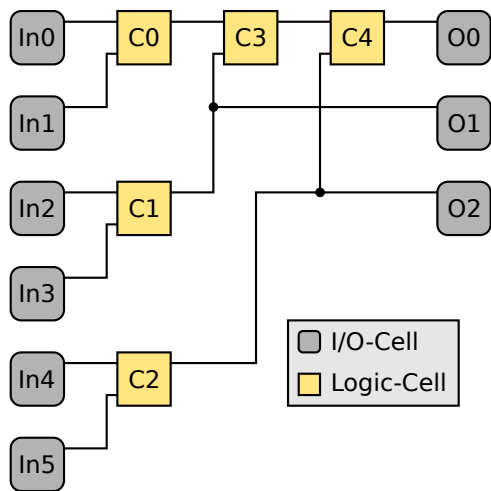 In0 C0 C3 C4 O0
In1 O1
In2 C1 O2
In3
I/O-Cell
In4 C2 Logic-Cell
In5